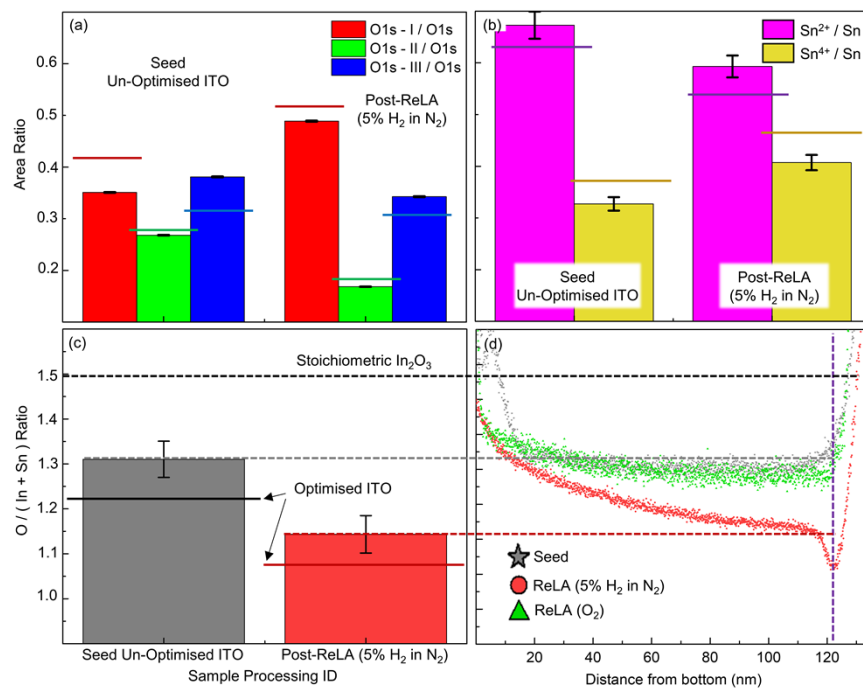 (a)
O1s - I / O1s
O1s - II / O1s
O1s - III / O1s
Seed
Un-Optimised ITO
Post-ReLA
(5% H₂ in N₂)
Area Ratio
0.6
0.5
0.4
0.3
0.2
(b)
Sn²⁺ / Sn
Sn⁴⁺ / Sn
Seed
Un-Optimised ITO
Post-ReLA
(5% H₂ in N₂)
(c)
Stoichiometric In₂O₃
Optimised ITO
O / ( In + Sn ) Ratio
1.5
1.4
1.3
1.2
1.1
1.0
0.9
Seed Un-Optimised ITO
Post-ReLA (5% H₂ in N₂)
Sample Processing ID
(d)
Seed
ReLA (5% H₂ in N₂)
ReLA (O₂)
20 40 60 80 100 120
Distance from bottom (nm)